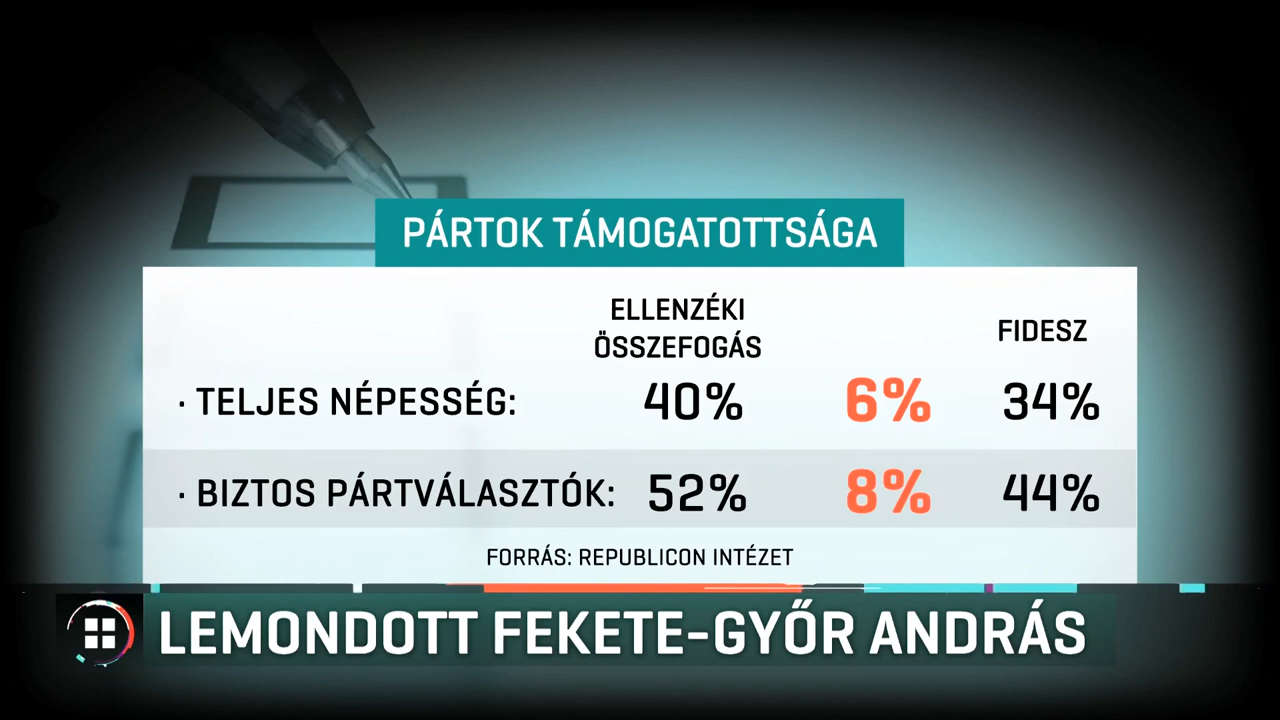 PÁRTOK TÁMOGATOTTSÁGA
ELLENZÉKI
ÖSSZEFOGÁS
FIDESZ
· TELJES NÉPESSÉG: 40% 6% 34%
· BIZTOS PÁRTVÁLASZTÓK: 52% 8% 44%
FORRÁS: REPUBLICON INTÉZET
LEMONDOTT FEKETE-GYŐR ANDRÁS